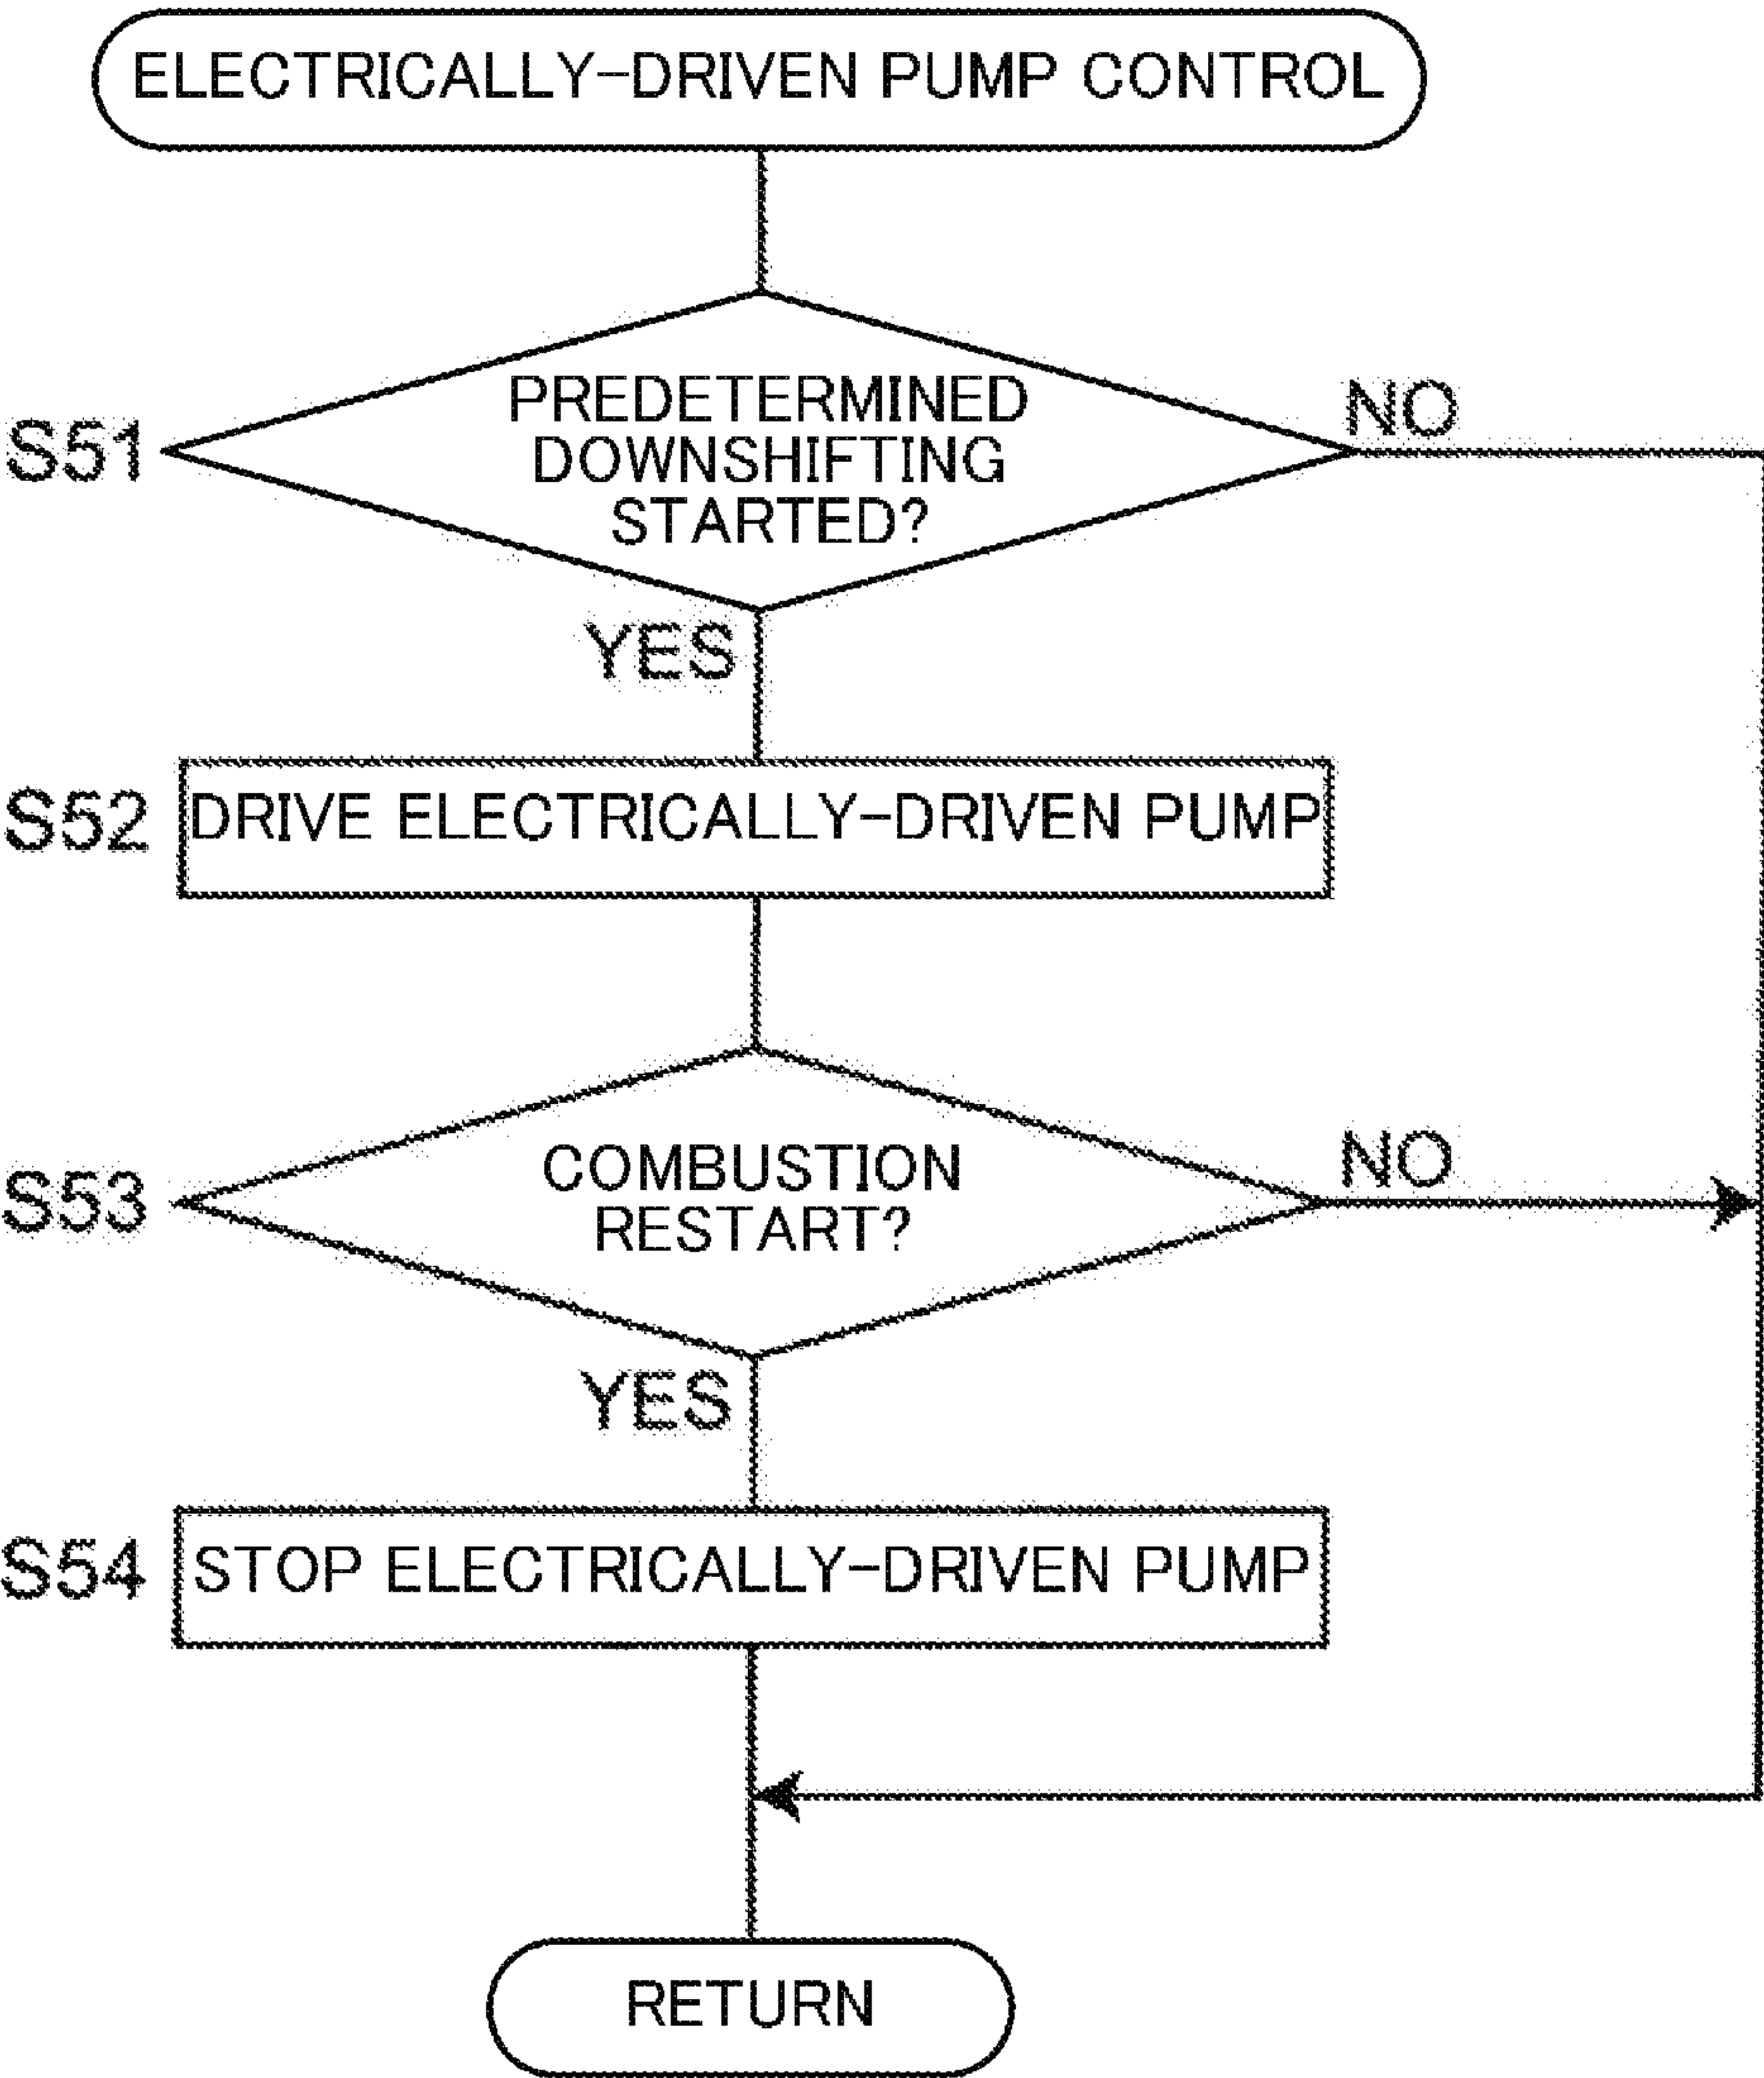 ELECTRICALLY-DRIVEN PUMP CONTROL
S51
PREDETERMINED
DOWNSHIFTING
STARTED?
NO
YES
S52
DRIVE ELECTRICALLY-DRIVEN PUMP
S53
COMBUSTION
RESTART?
NO
YES
S54
STOP ELECTRICALLY-DRIVEN PUMP
RETURN